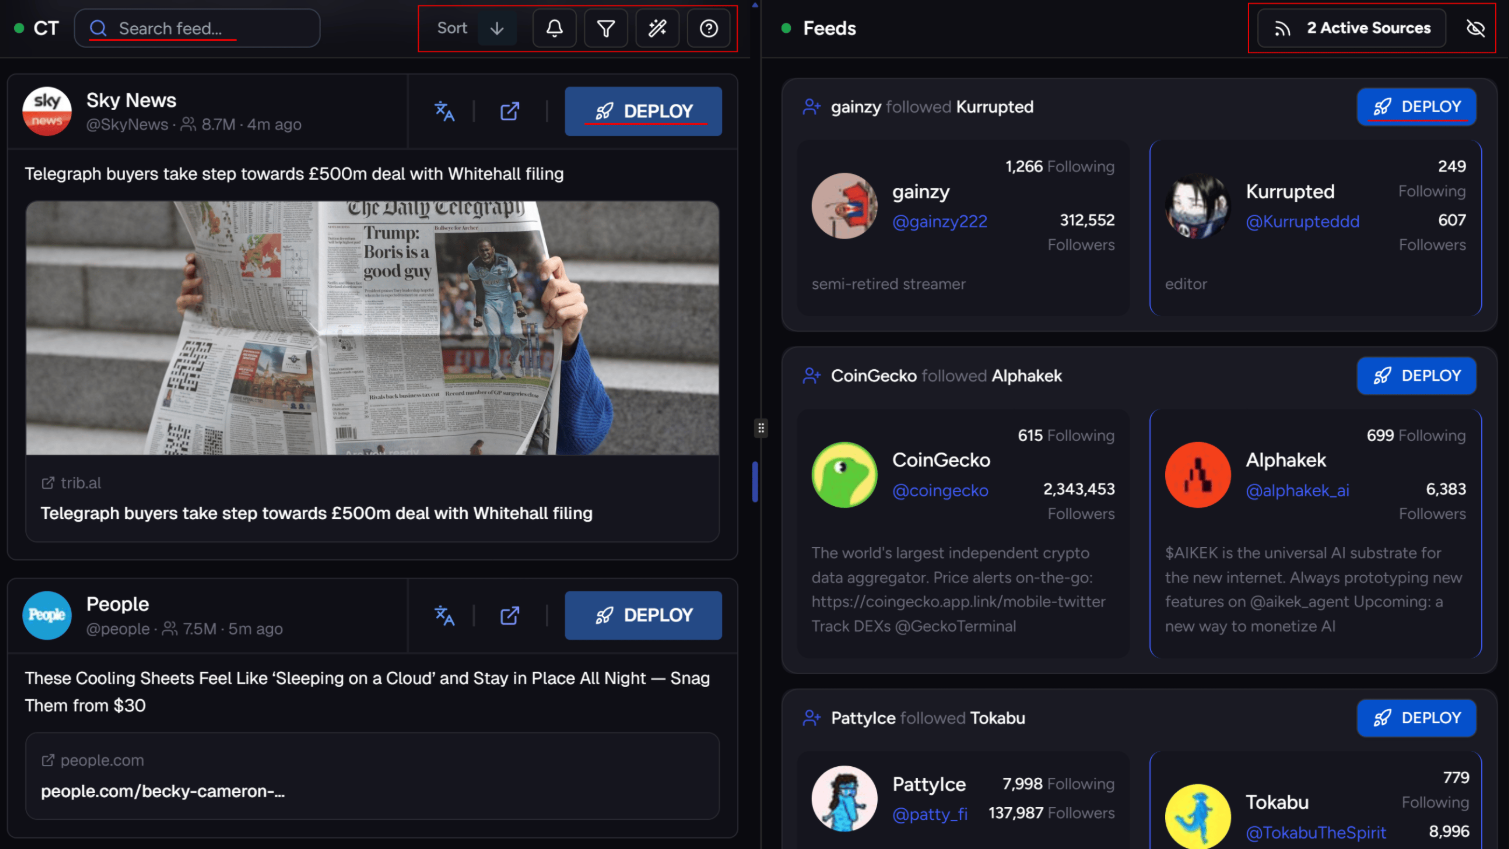 CT
Search feed...
Sort
Feeds
2 Active Sources
sky news
Sky News
@SkyNews · 8.7M · 4m ago
DEPLOY
Telegraph buyers take step towards £500m deal with Whitehall filing
The Daily Telegraph
Trump:
Boris is a
good guy
trib.al
Telegraph buyers take step towards £500m deal with Whitehall filing
People
People
@people · 7.5M · 5m ago
DEPLOY
These Cooling Sheets Feel Like ‘Sleeping on a Cloud’ and Stay in Place All Night — Snag
Them from $30
people.com
people.com/becky-cameron-...
gainzy followed Kurrupted
DEPLOY
1,266 Following
gainzy
@gainzy222
312,552
Followers
semi-retired streamer
249
Following
Kurrupted
@Kurrupteddd
607
Followers
editor
CoinGecko followed Alphakek
DEPLOY
615 Following
CoinGecko
@coingecko
2,343,453
Followers
The world's largest independent crypto
data aggregator. Price alerts on-the-go:
https://coingecko.app.link/mobile-twitter
Track DEXs @GeckoTerminal
699 Following
Alphakek
@alphakek_ai
6,383
Followers
$AIKEK is the universal AI substrate for
the new internet. Always prototyping new
features on @aikek_agent Upcoming: a
new way to monetize AI
PattyIce followed Tokabu
DEPLOY
PattyIce
7,998 Following
@patty_fi
137,987 Followers
779
Following
Tokabu
@TokabuTheSpirit
8,996